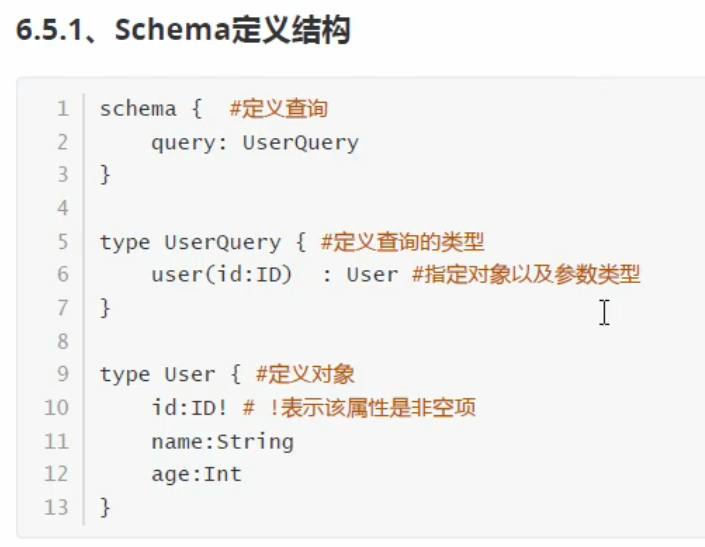 6.5.1、Schema定义结构
1 schema {  #定义查询
2     query: UserQuery
3 }
4
5 type UserQuery { #定义查询的类型
6     user(id:ID)  : User #指定对象以及参数类型
7 }
8
9 type User { #定义对象
10     id:ID! # !表示该属性是非空项
11     name:String
12     age:Int
13 }